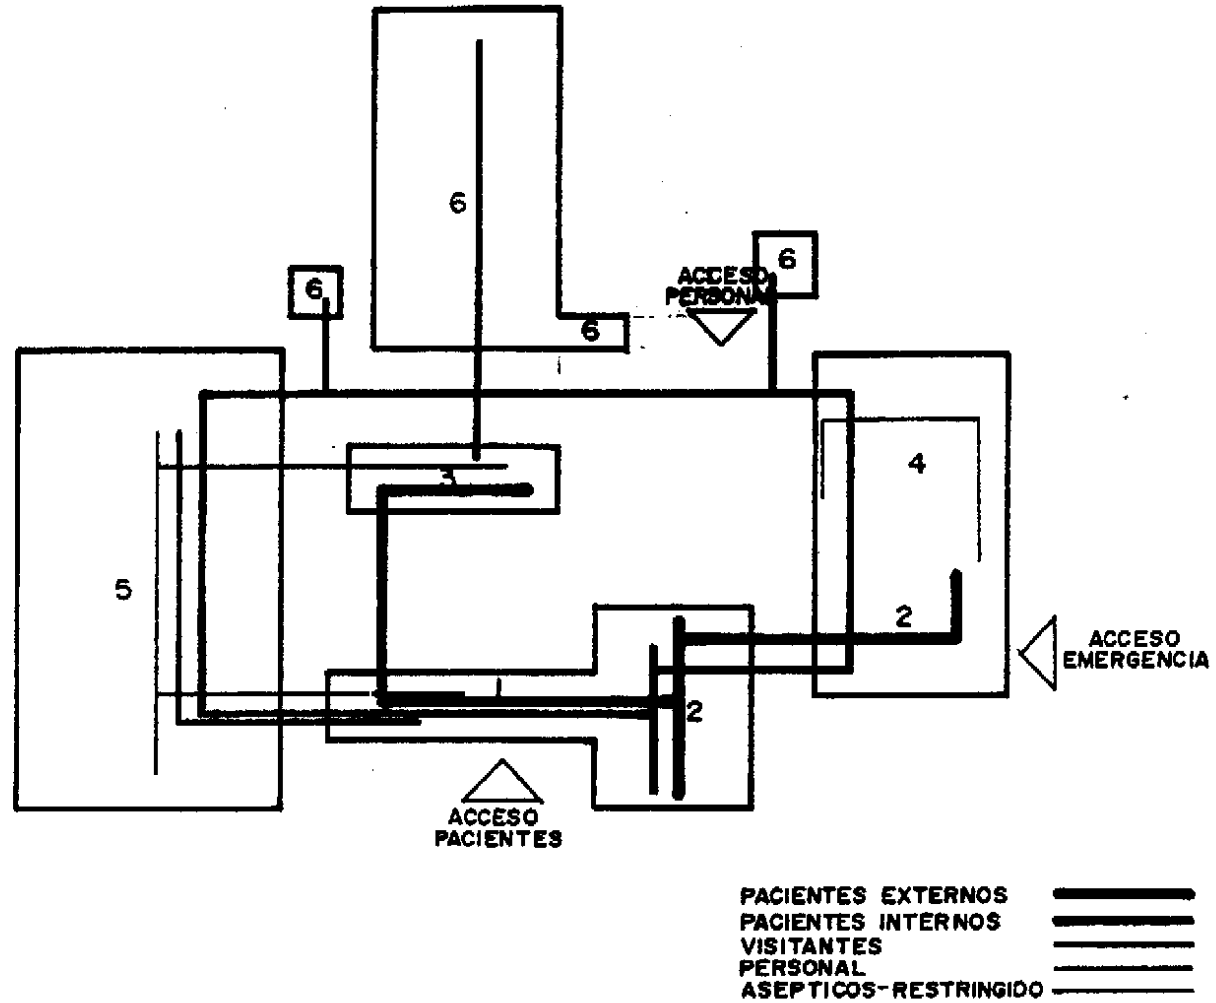 6
6
6
6
ACCESO
PERSONAL
3
4
5
2
1
2
ACCESO
EMERGENCIA
ACCESO
PACIENTES
PACIENTES EXTERNOS
PACIENTES INTERNOS
VISITANTES
PERSONAL
ASEPTICOS-RESTRINGIDO